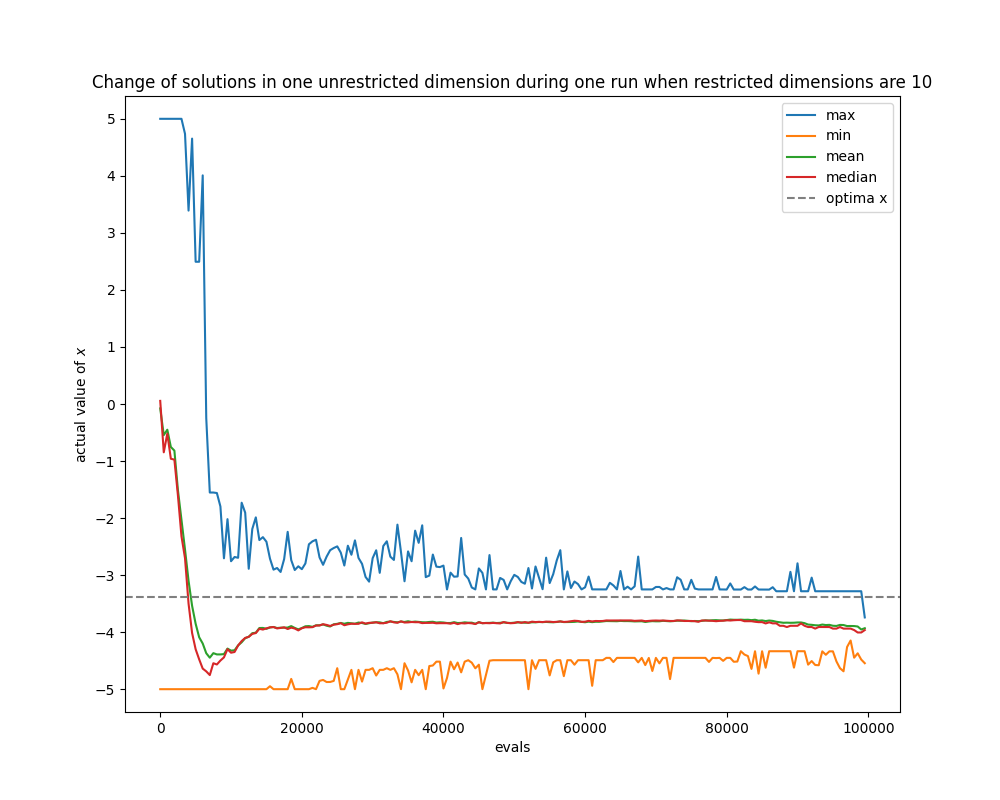 Change of solutions in one unrestricted dimension during one run when restricted dimensions are 10
5
4
3
2
1
0
−1
−2
−3
−4
−5
actual value of x
max
min
mean
median
optima x
0
20000
40000
60000
80000
100000
evals